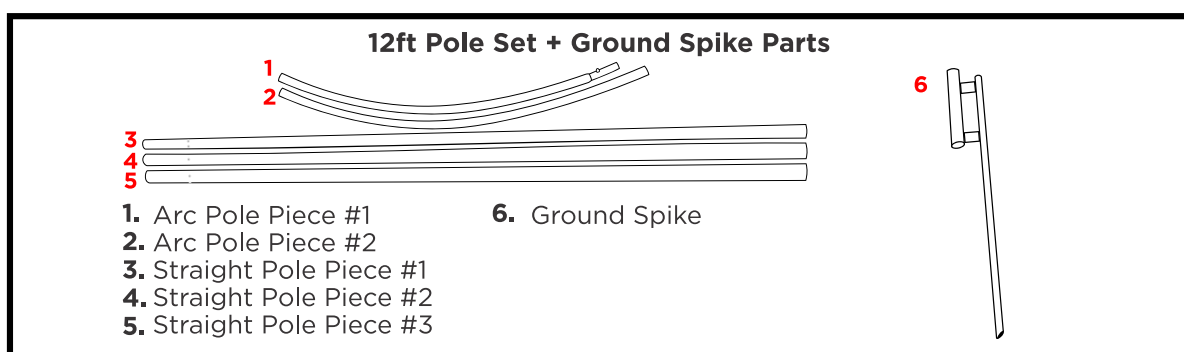 12ft Pole Set + Ground Spike Parts
1
2
3
4
5
6
1. Arc Pole Piece #1
2. Arc Pole Piece #2
3. Straight Pole Piece #1
4. Straight Pole Piece #2
5. Straight Pole Piece #3
6. Ground Spike